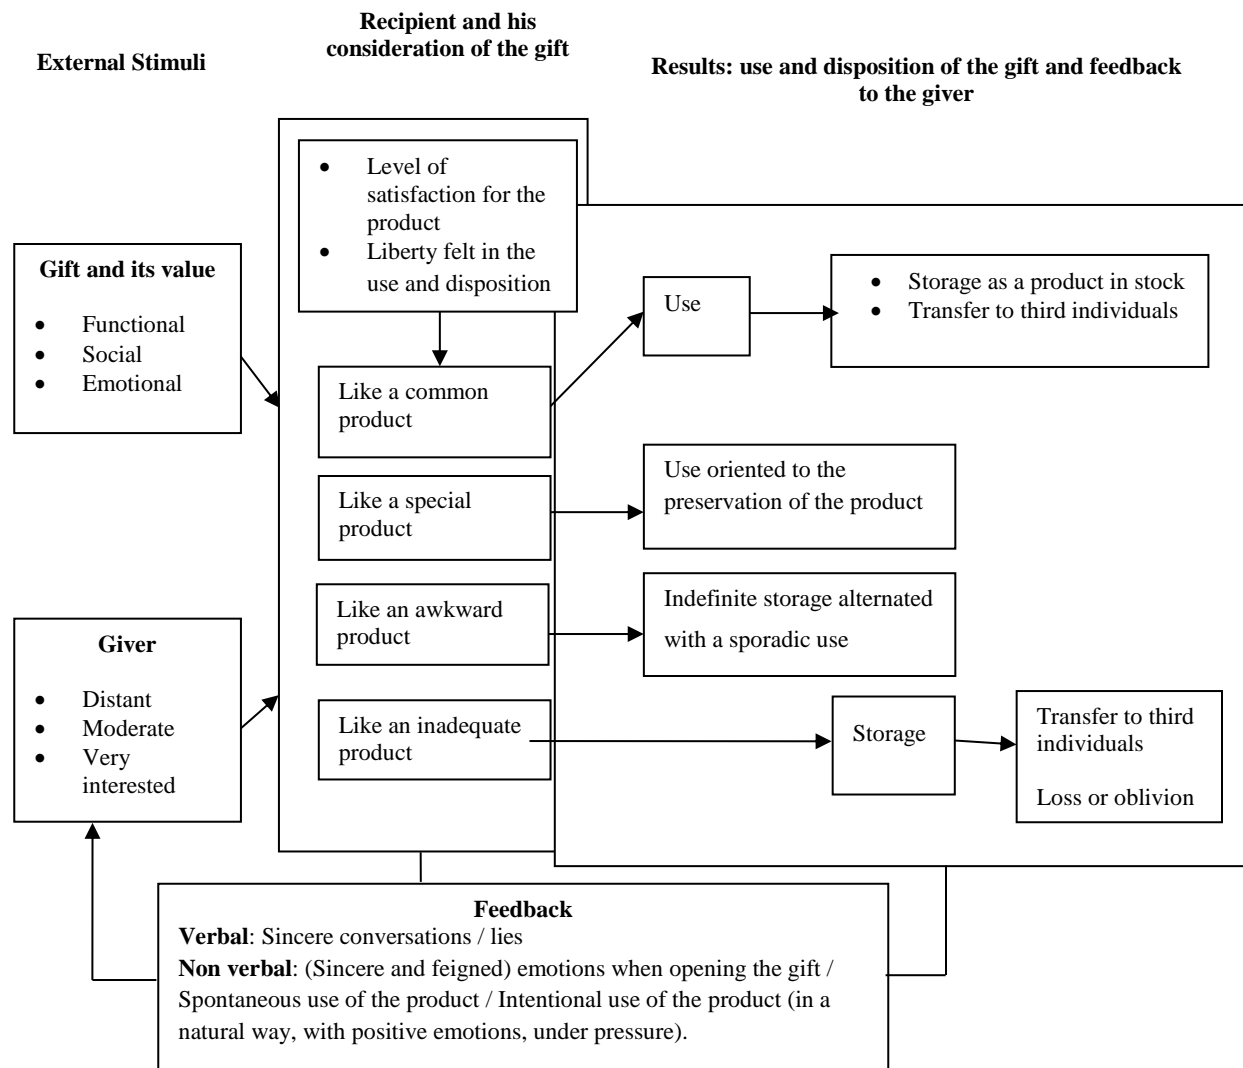 External Stimuli
Recipient and his
consideration of the gift
Results: use and disposition of the gift and feedback
to the giver
Gift and its value
• Functional
• Social
• Emotional
Giver
• Distant
• Moderate
• Very
interested
• Level of
satisfaction for the
product
• Liberty felt in the
use and disposition
Like a common
product
Like a special
product
Like an awkward
product
Like an inadequate
product
Use
• Storage as a product in stock
• Transfer to third individuals
Use oriented to the
preservation of the product
Indefinite storage alternated
with a sporadic use
Storage
Transfer to third
individuals
Loss or oblivion
Feedback
Verbal: Sincere conversations / lies
Non verbal: (Sincere and feigned) emotions when opening the gift /
Spontaneous use of the product / Intentional use of the product (in a
natural way, with positive emotions, under pressure).